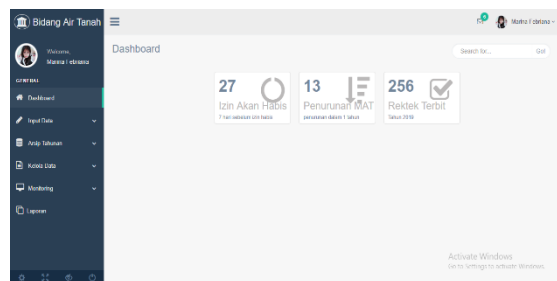 Bidang Air Tanah
0
Marina Febriana
Welcome,
Marina Febriana
Dashboard
Search for...
Go!
GENERAL
Dashboard
Input Data
Arsip Tahunan
Kelola Data
Monitoring
Laporan
27
Izin Akan Habis
7 hari sebelum izin habis
13
Penurunan MAT
penurunan dalam 1 tahun
256
Rektek Terbit
Tahun 2018
Activate Windows
Go to Settings to activate Windows.